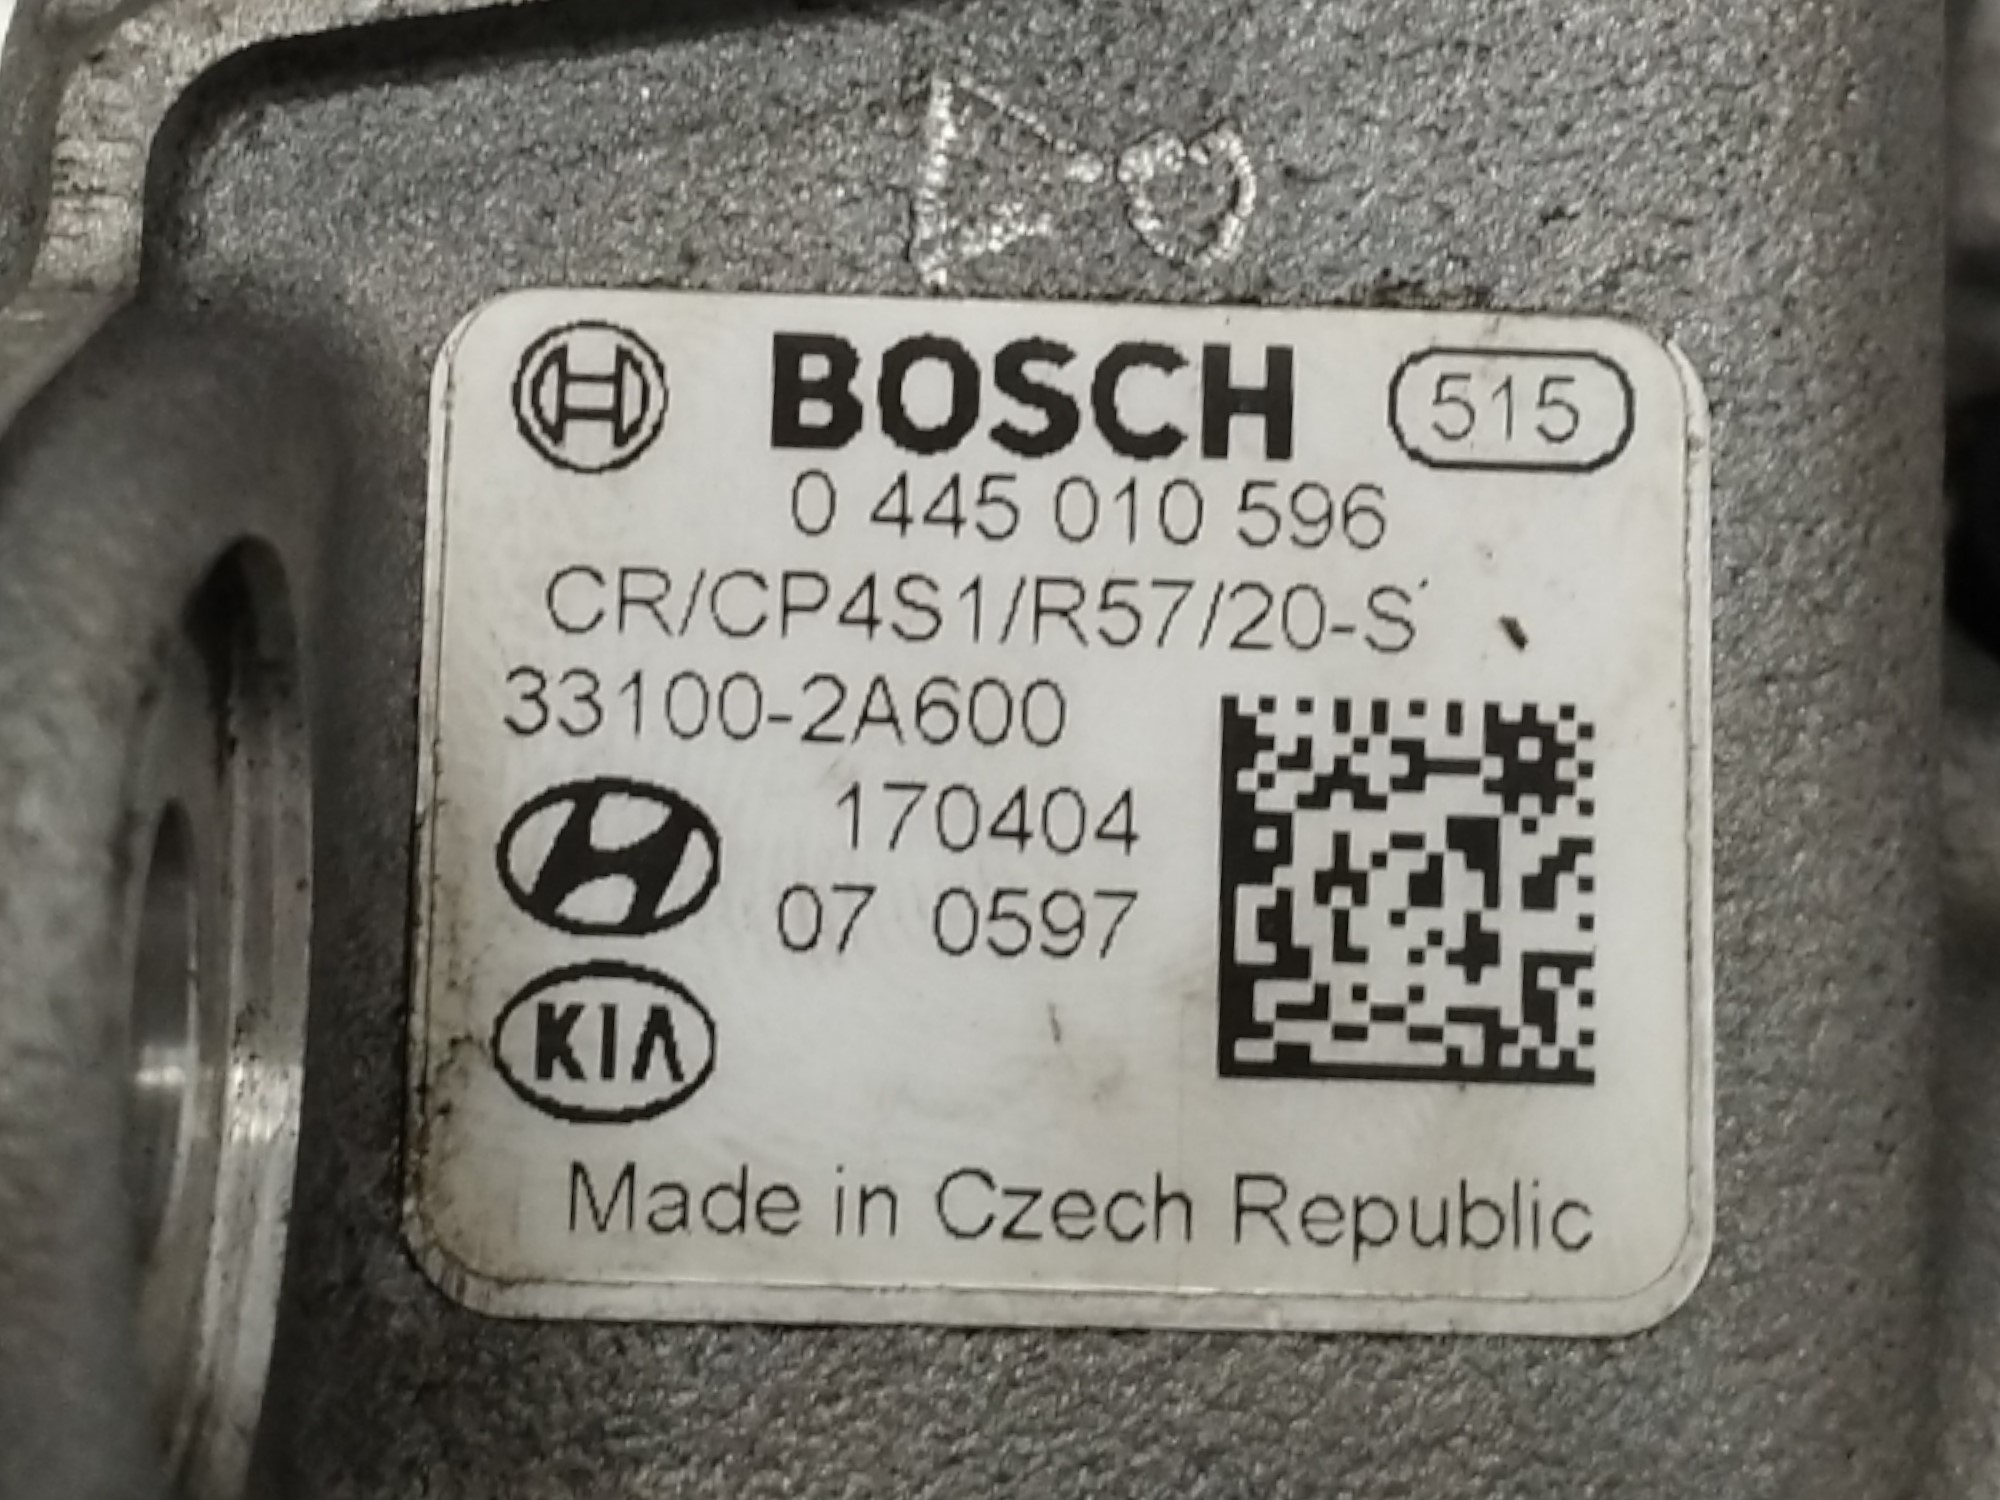 BOSCH 515
0 445 010 596
CR/CP4S1/R57/20-S
33100-2A600
170404
07 0597
KIA
Made in Czech Republic